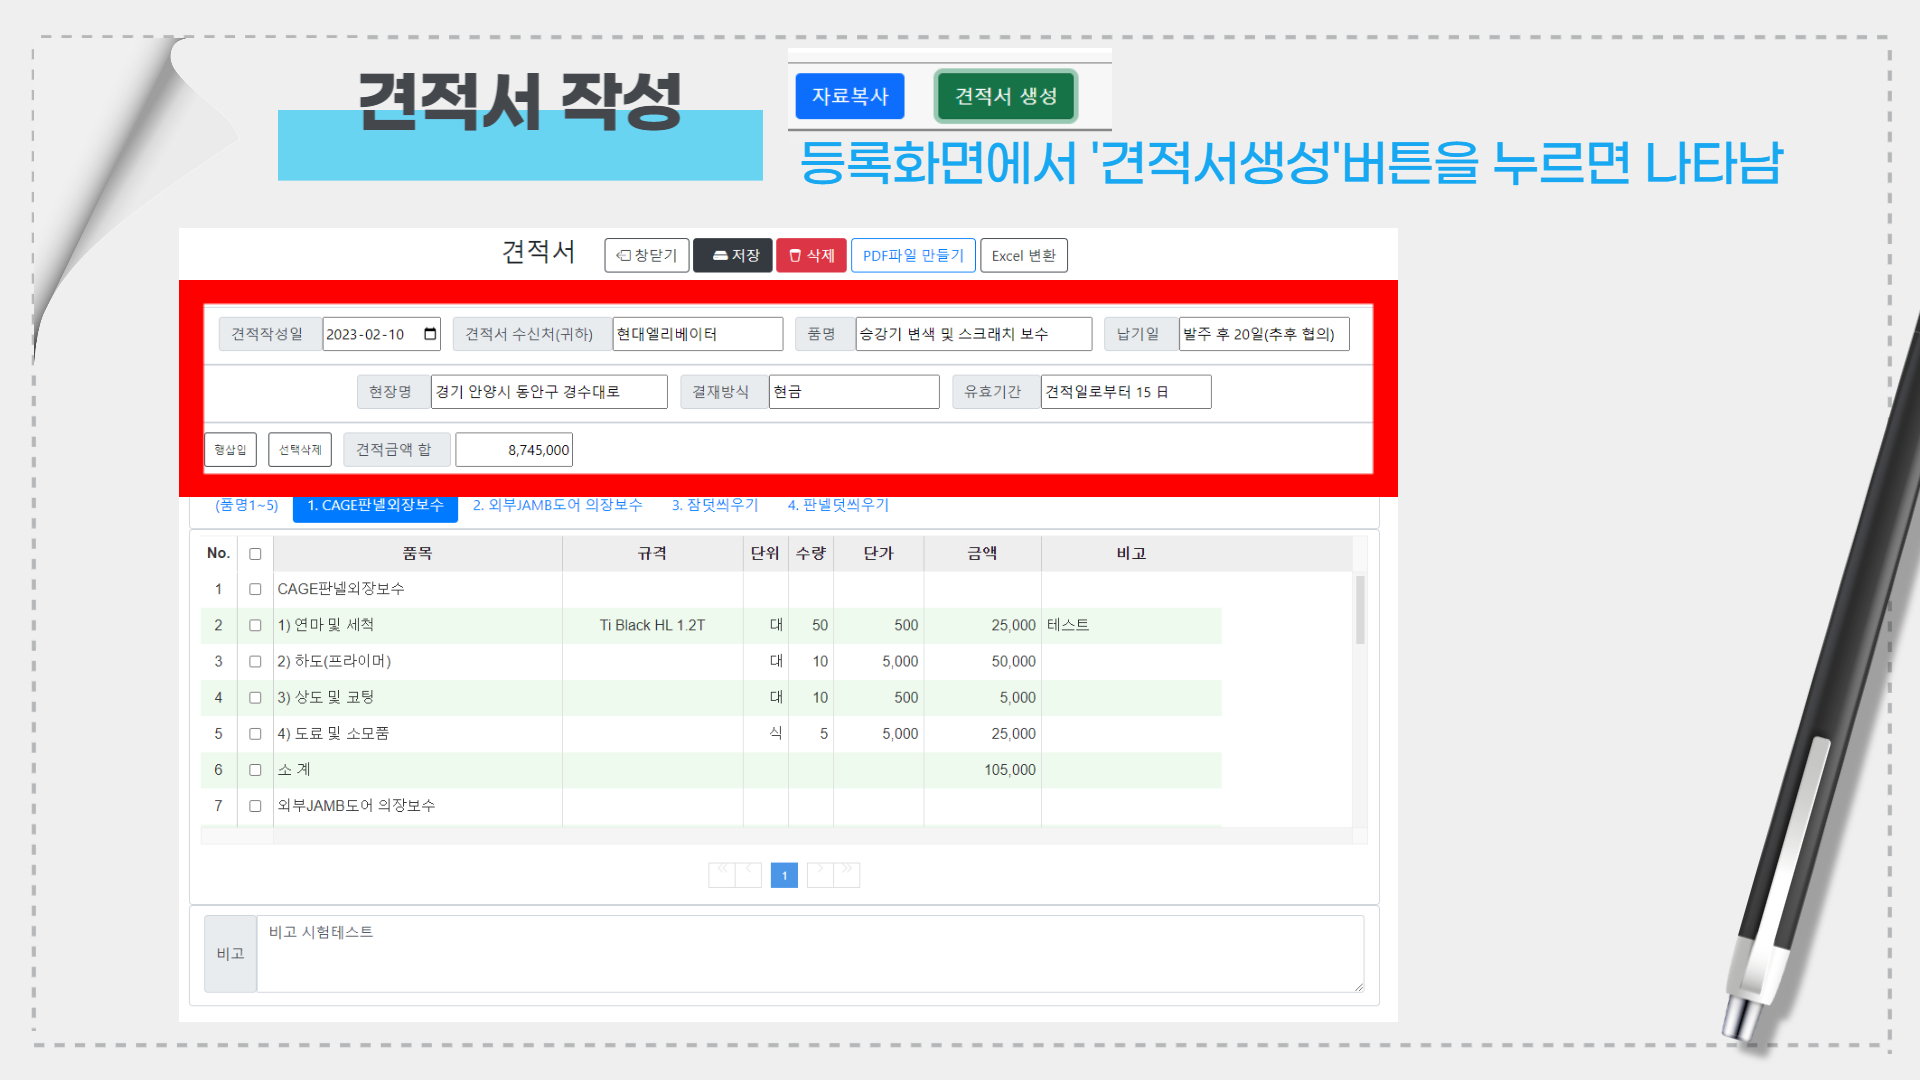 견적서 작성
자료복사 견적서 생성
등록화면에서 '견적서생성'버튼을 누르면 나타남
견적서 창닫기 저장 삭제 PDF파일 만들기 Excel 변환
견적작성일 2023-02-10 견적서 수신처(귀하) 현대엘리베이터 품명 승강기 변색 및 스크래치 보수 납기일 발주 후 20일(추후 협의)
현장명 경기 안양시 동안구 경수대로 결재방식 현금 유효기간 견적일로부터 15 日
행삽입 선택삭제 견적금액 합 8,745,000
(품명1~5) 1. CAGE판넬외장보수 2. 외부JAMB도어 의장보수 3. 잠덧씌우기 4. 판넬덧씌우기
No. 품목 규격 단위 수량 단가 금액 비고
1 CAGE판넬외장보수
2 1) 연마 및 세척 Ti Black HL 1.2T 대 50 500 25,000 테스트
3 2) 하도(프라이머) 대 10 5,000 50,000
4 3) 상도 및 코팅 대 10 500 5,000
5 4) 도료 및 소모품 식 5 5,000 25,000
6 소 계 105,000
7 외부JAMB도어 의장보수
1
비고 비고 시험테스트